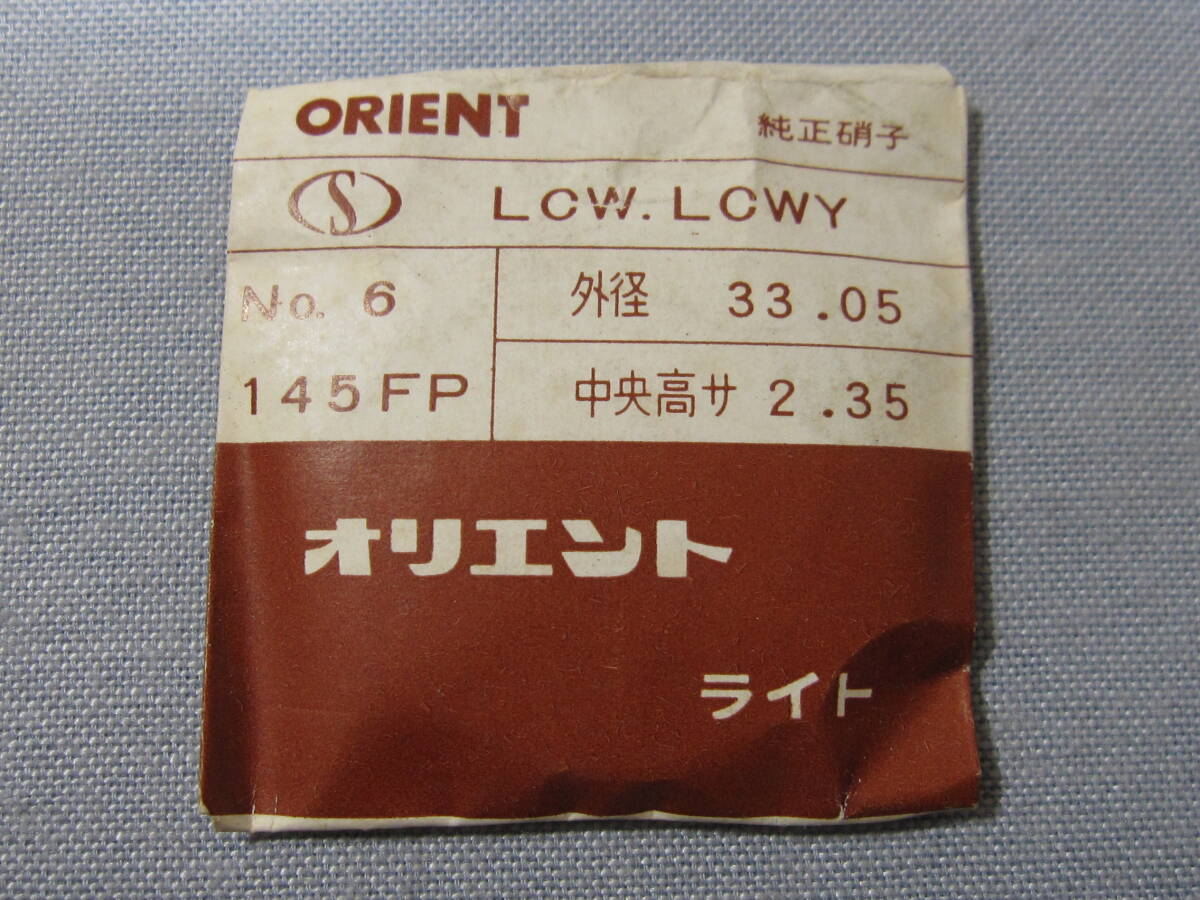 ORIENT 純正硝子
S LCW.LCWY
No. 6 外径 33.05
145FP 中央高サ 2.35
オリエント
ライト